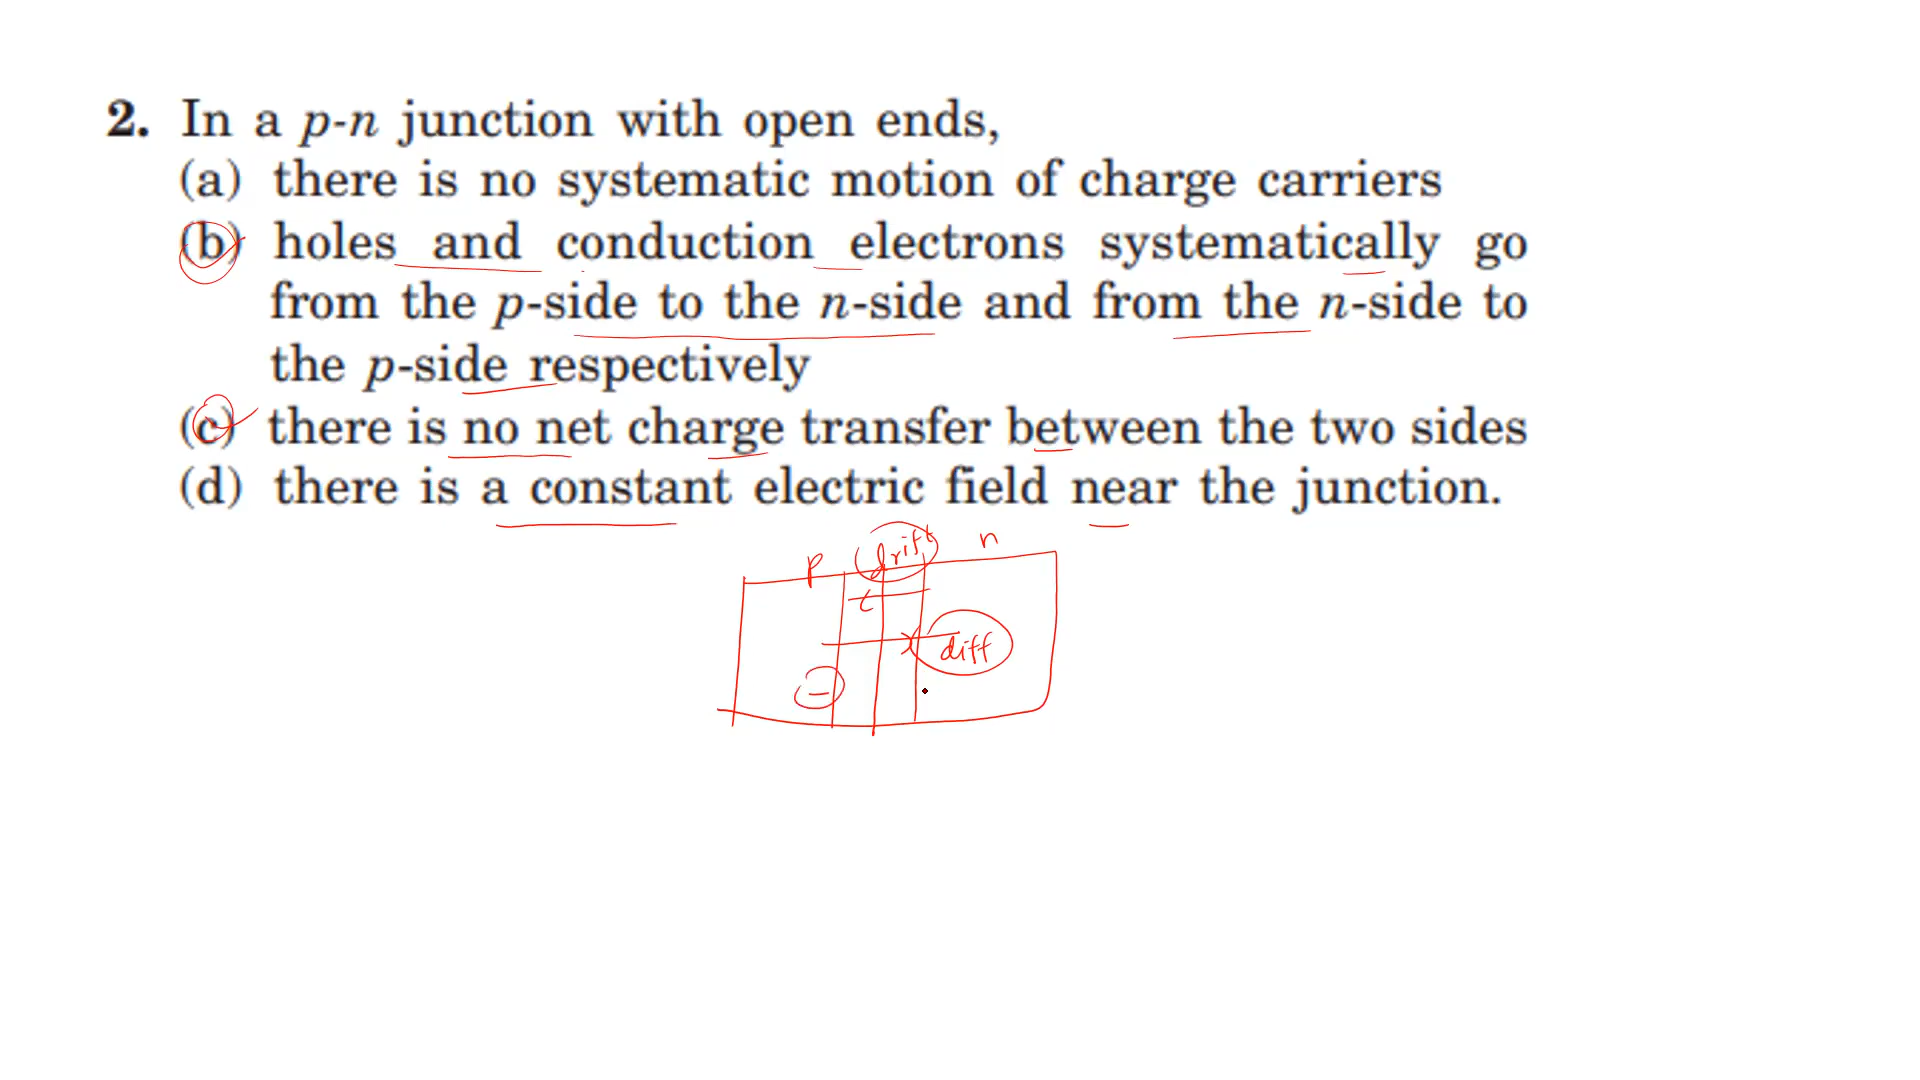 2. In a p-n junction with open ends,
(a) there is no systematic motion of charge carriers
(b) holes and conduction electrons systematically go
from the p-side to the n-side and from the n-side to
the p-side respectively
(c) there is no net charge transfer between the two sides
(d) there is a constant electric field near the junction.
p drift n
diff
−